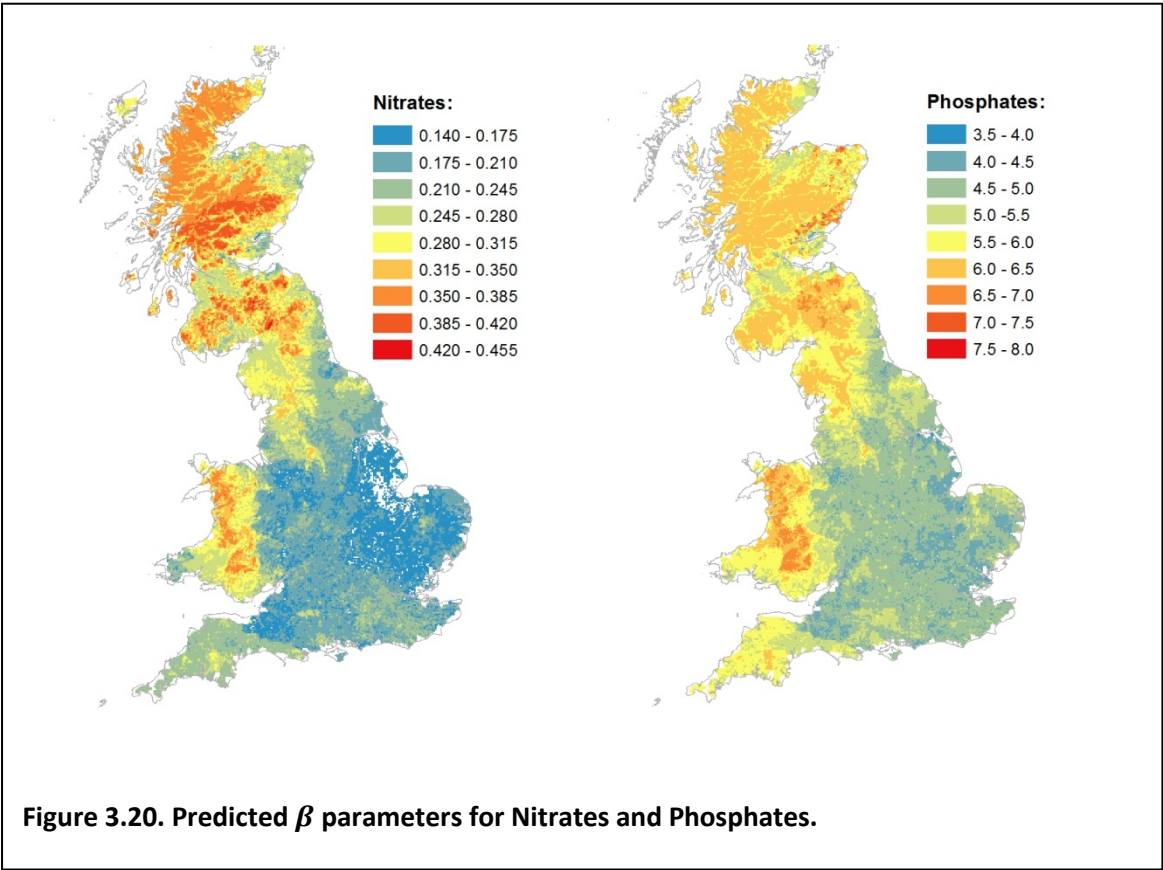 Nitrates:
0.140 - 0.175
0.175 - 0.210
0.210 - 0.245
0.245 - 0.280
0.280 - 0.315
0.315 - 0.350
0.350 - 0.385
0.385 - 0.420
0.420 - 0.455
Phosphates:
3.5 - 4.0
4.0 - 4.5
4.5 - 5.0
5.0 -5.5
5.5 - 6.0
6.0 - 6.5
6.5 - 7.0
7.0 - 7.5
7.5 - 8.0
Figure 3.20. Predicted β parameters for Nitrates and Phosphates.